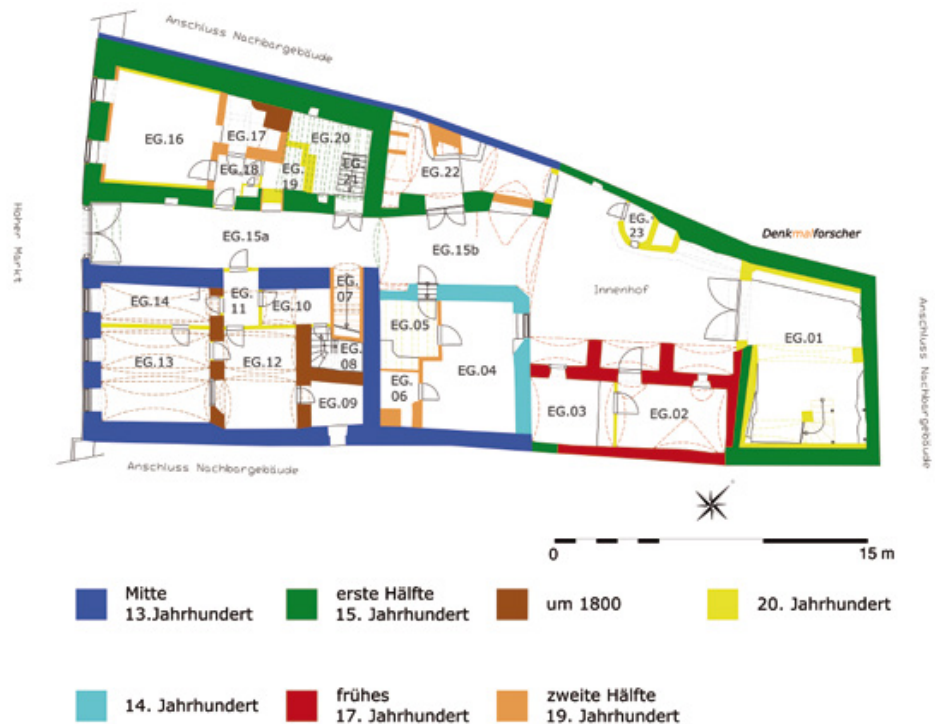 Anschluss Nachbargebäude
EG.16
EG.17
EG.18
EG.19
EG.20
EG.
21
EG.22
EG.
23
Denkmalforscher
Hoher Markt
EG.15a
EG.15b
Innenhof
EG.14
EG.
11
EG.10
EG.
07
EG.05
EG.01
EG.13
EG.12
EG.
08
EG.04
EG.
06
EG.09
EG.03
EG.02
Anschluss Nachbargebäude
Anschluss Nachbargebäude
0
15 m
Mitte
13.Jahrhundert
erste Hälfte
15. Jahrhundert
um 1800
20. Jahrhundert
14. Jahrhundert
frühes
17. Jahrhundert
zweite Hälfte
19. Jahrhundert